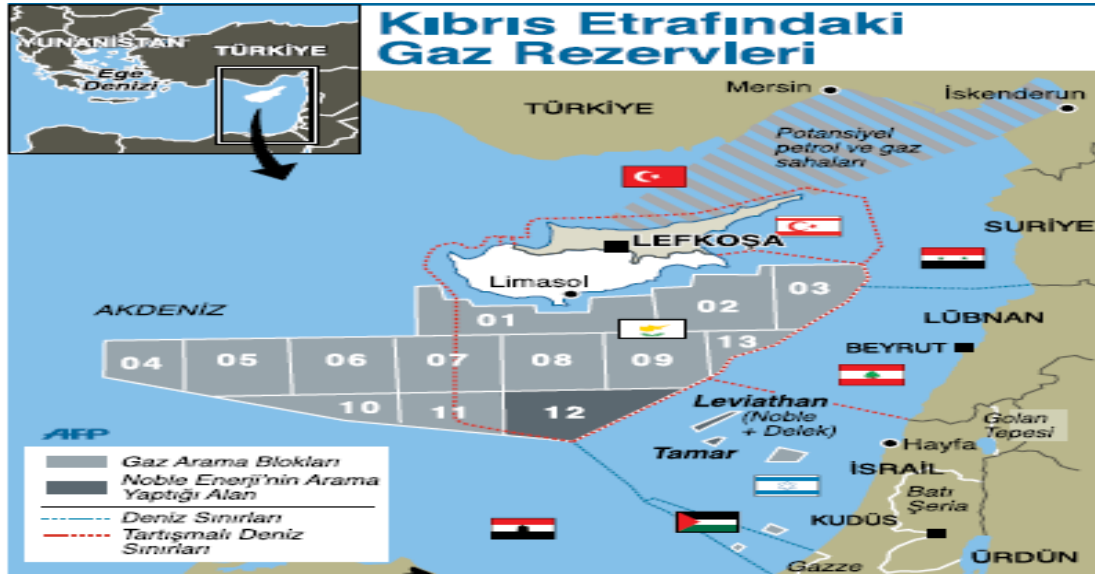 Kıbrıs Etrafındaki
Gaz Rezervleri
YUNANİSTAN
TÜRKİYE
Ege
Denizi
TÜRKİYE
Mersin
İskenderun
Potansiyel
petrol ve gaz
sahaları
LEFKOŞA
SURİYE
Limasol
AKDENİZ
01
02
03
LÜBNAN
BEYRUT
04
05
06
07
08
09
13
10
11
12
Leviathan
(Noble
+ Delek)
Tamar
Golan
Tepesi
Hayfa
İSRAİL
Batı
Şeria
KUDÜS
Gazze
ÜRDÜN
AFP
Gaz Arama Blokları
Noble Enerji'nin Arama
Yaptığı Alan
Deniz Sınırları
Tartışmalı Deniz
Sınırları